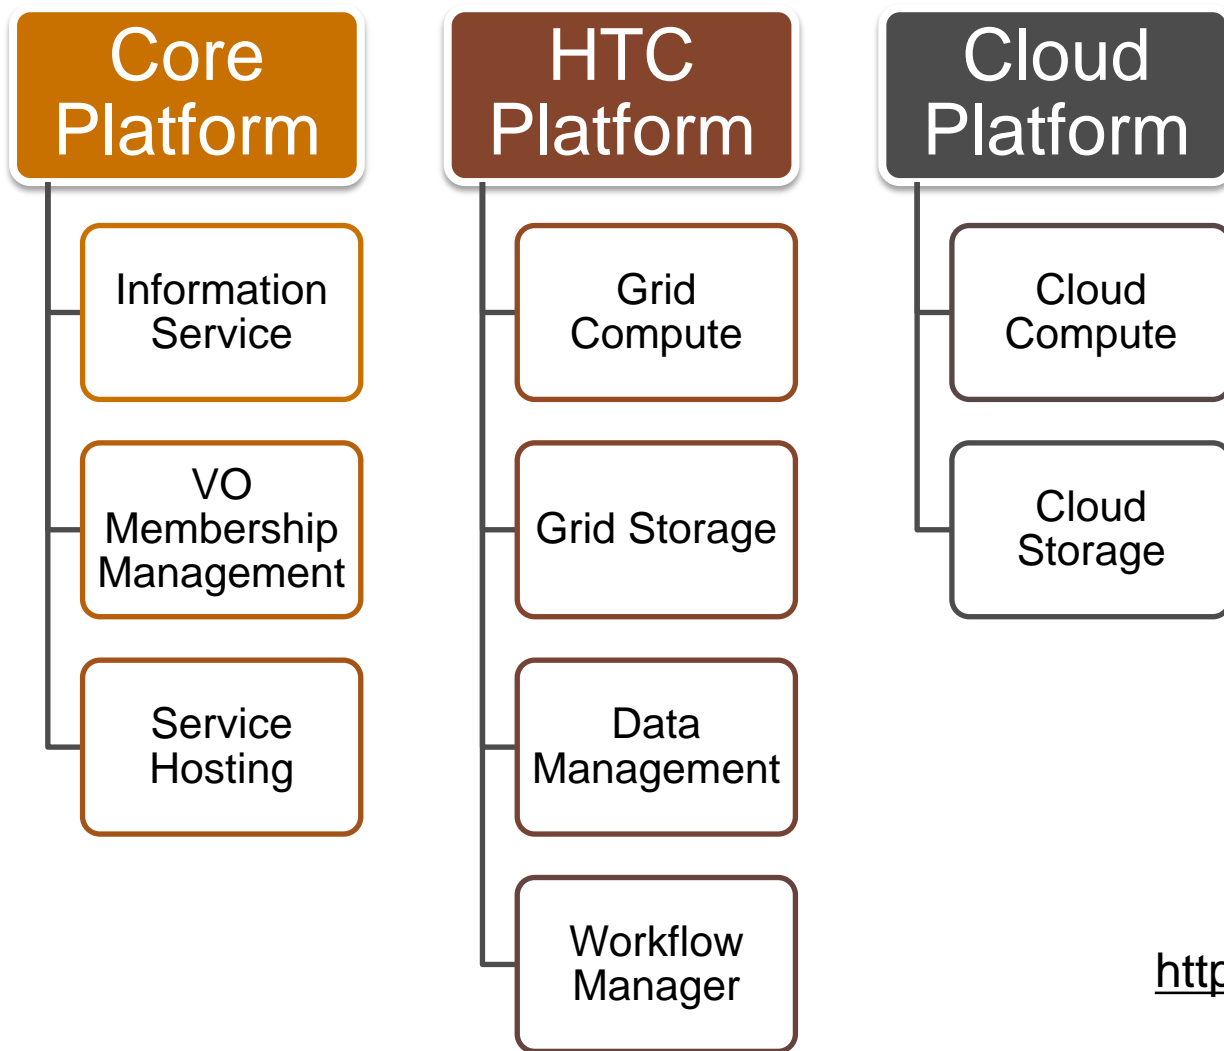 Core
Platform
Information
Service
VO
Membership
Management
Service
Hosting
HTC
Platform
Grid
Compute
Grid Storage
Data
Management
Workflow
Manager
Cloud
Platform
Cloud
Compute
Cloud
Storage
http